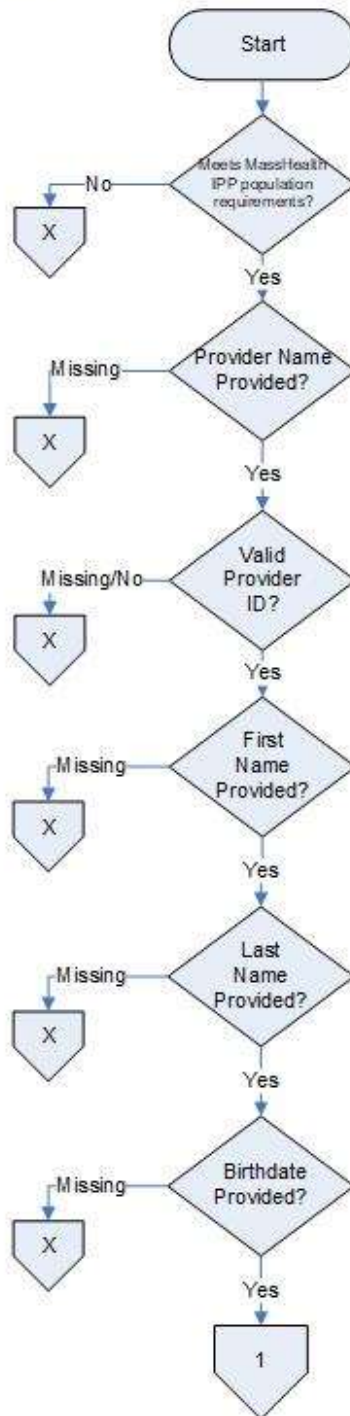 Start
Meets MassHealth
IPP population
requirements?
No
X
Yes
Provider Name
Provided?
Missing
X
Yes
Valid
Provider
ID?
Missing/No
X
Yes
First
Name
Provided?
Missing
X
Yes
Last
Name
Provided?
Missing
X
Yes
Birthdate
Provided?
Missing
X
Yes
1